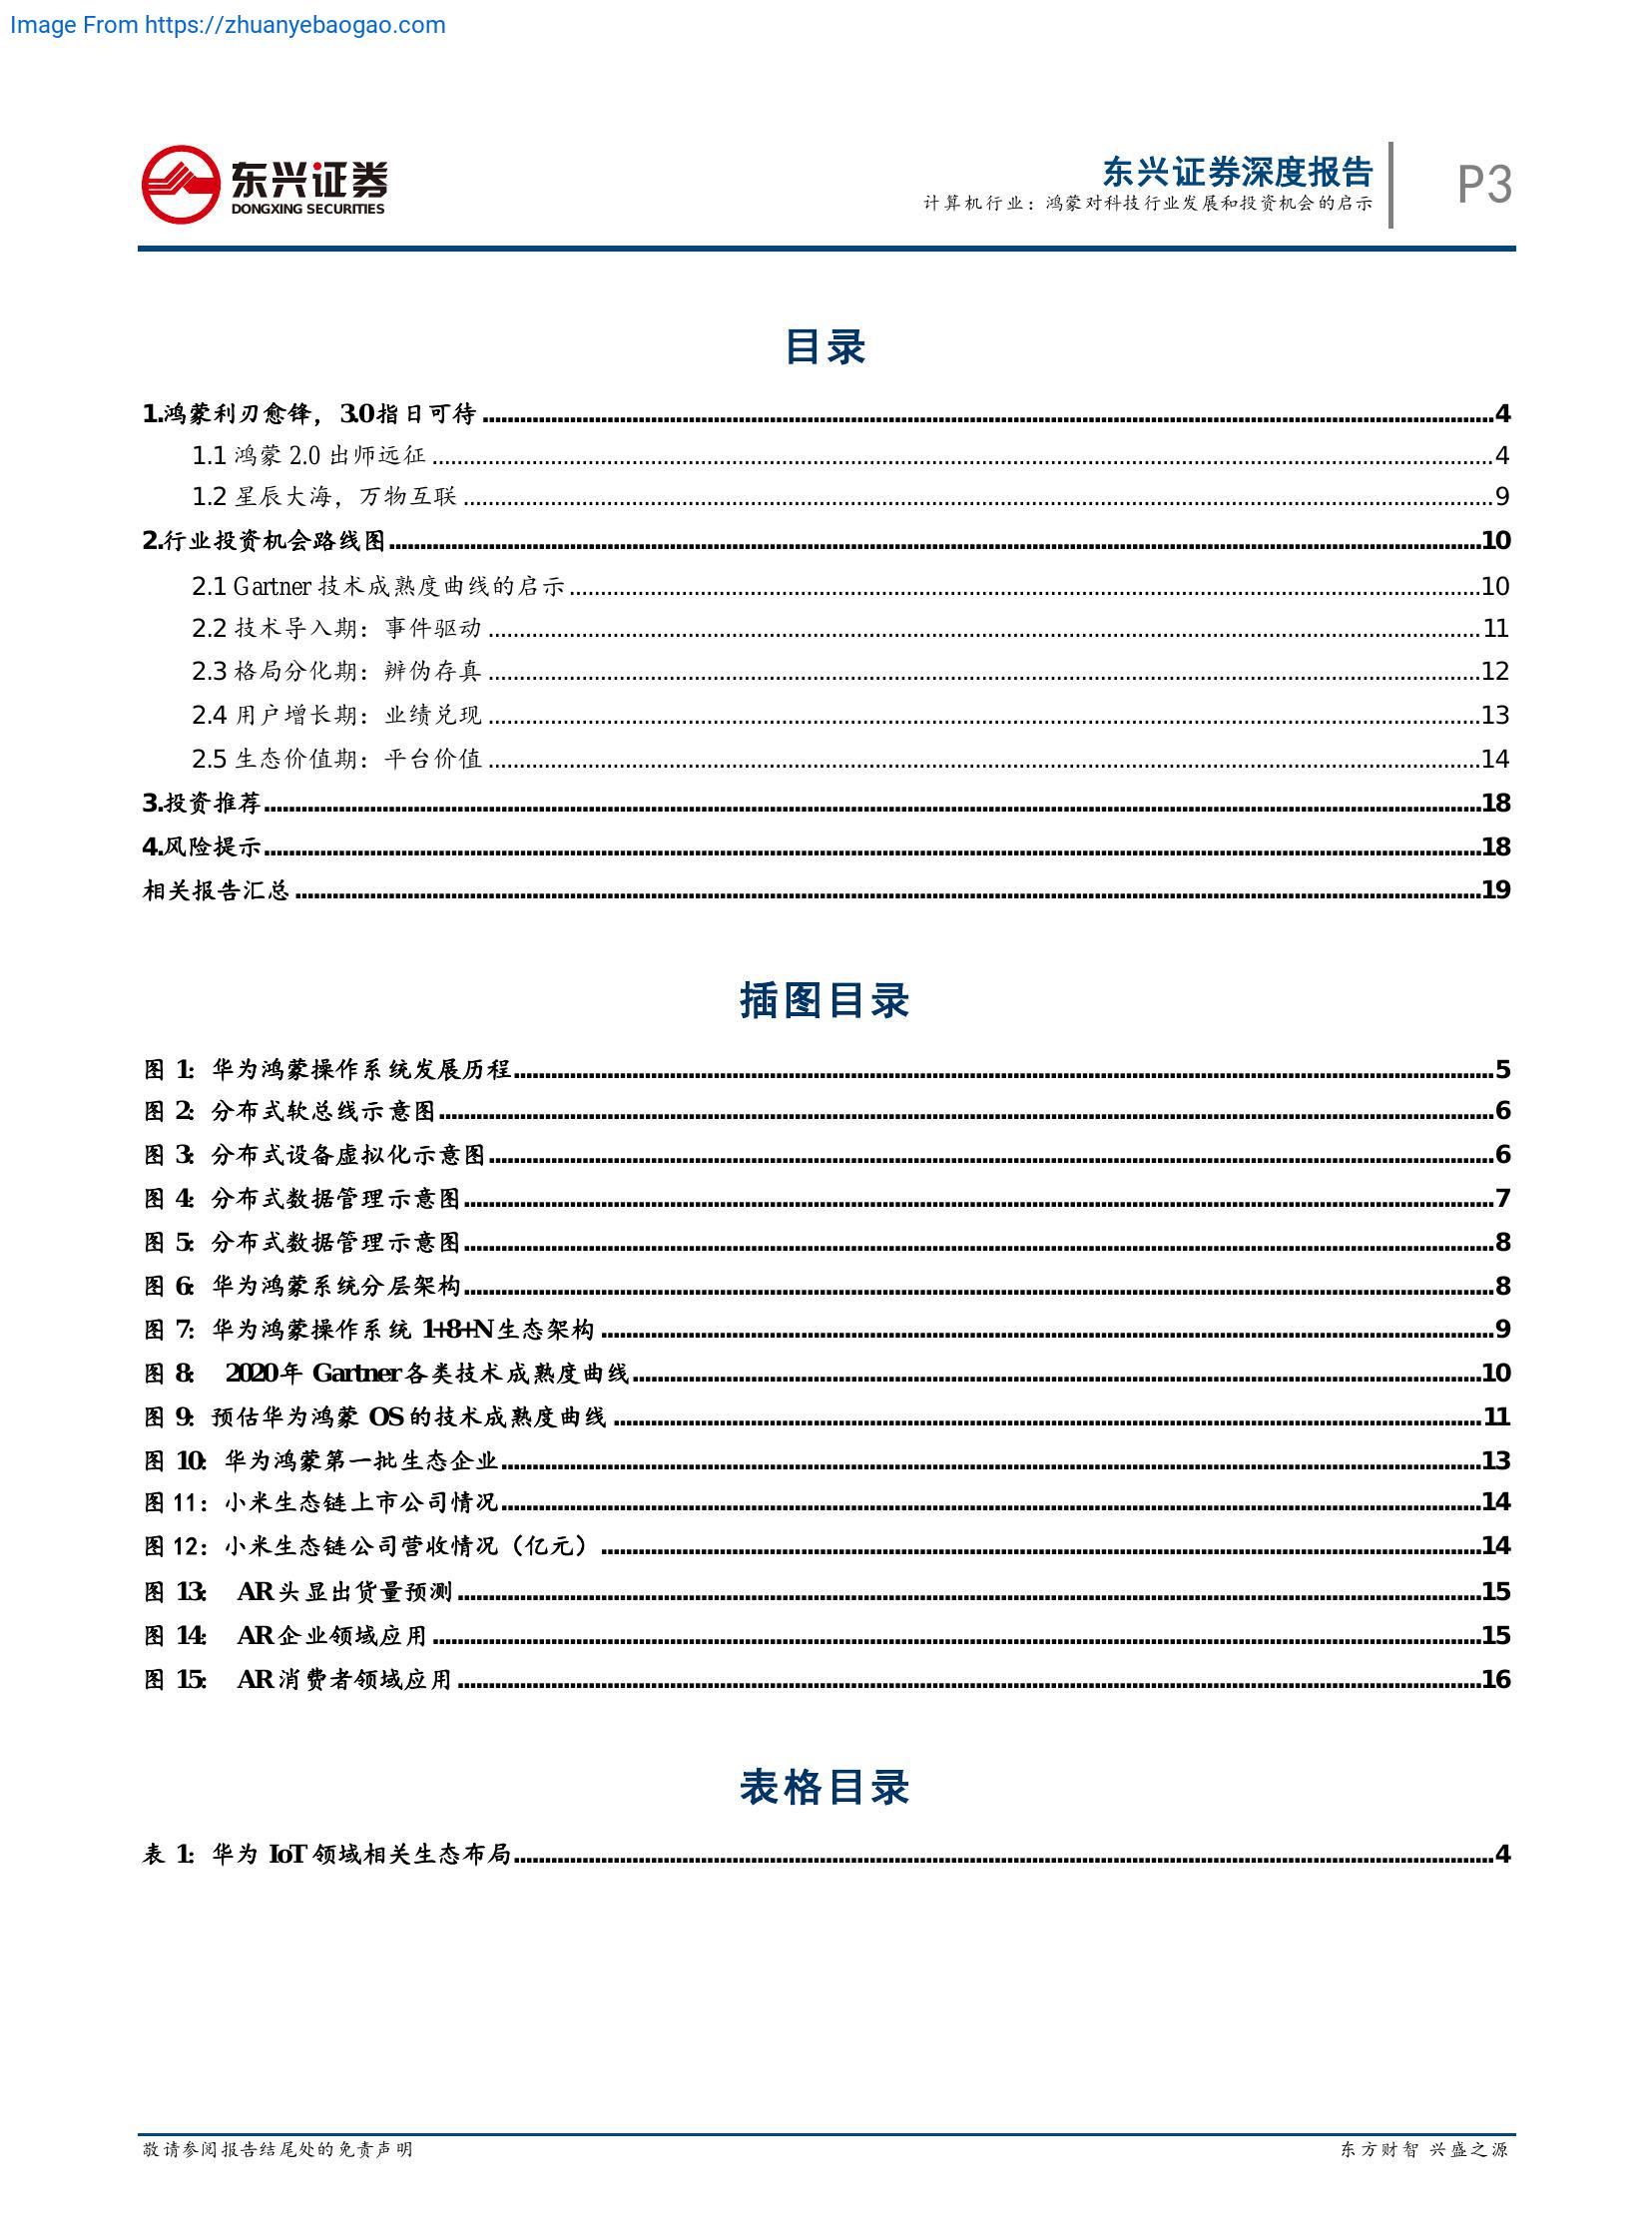 Image From https://zhuanyebaogao.com
东兴证券
DONGXING SECURITIES
东兴证券深度报告
计算机行业：鸿蒙对科技行业发展和投资机会的启示
P3
目录
1.鸿蒙利刃愈锋，3.0指日可待 4
1.1 鸿蒙 2.0 出师远征 4
1.2 星辰大海，万物互联 9
2.行业投资机会路线图 10
2.1 Gartner 技术成熟度曲线的启示 10
2.2 技术导入期：事件驱动 11
2.3 格局分化期：辨伪存真 12
2.4 用户增长期：业绩兑现 13
2.5 生态价值期：平台价值 14
3.投资推荐 18
4.风险提示 18
相关报告汇总 19
插图目录
图 1：华为鸿蒙操作系统发展历程 5
图 2：分布式软总线示意图 6
图 3：分布式设备虚拟化示意图 6
图 4：分布式数据管理示意图 7
图 5：分布式数据管理示意图 8
图 6：华为鸿蒙系统分层架构 8
图 7：华为鸿蒙操作系统 1+8+N 生态架构 9
图 8： 2020 年 Gartner 各类技术成熟度曲线 10
图 9：预估华为鸿蒙 OS 的技术成熟度曲线 11
图 10：华为鸿蒙第一批生态企业 13
图 11：小米生态链上市公司情况 14
图 12：小米生态链公司营收情况（亿元） 14
图 13： AR 头显出货量预测 15
图 14： AR 企业领域应用 15
图 15： AR 消费者领域应用 16
表格目录
表 1：华为 IoT 领域相关生态布局 4
敬请参阅报告结尾处的免责声明
东方财智 兴盛之源